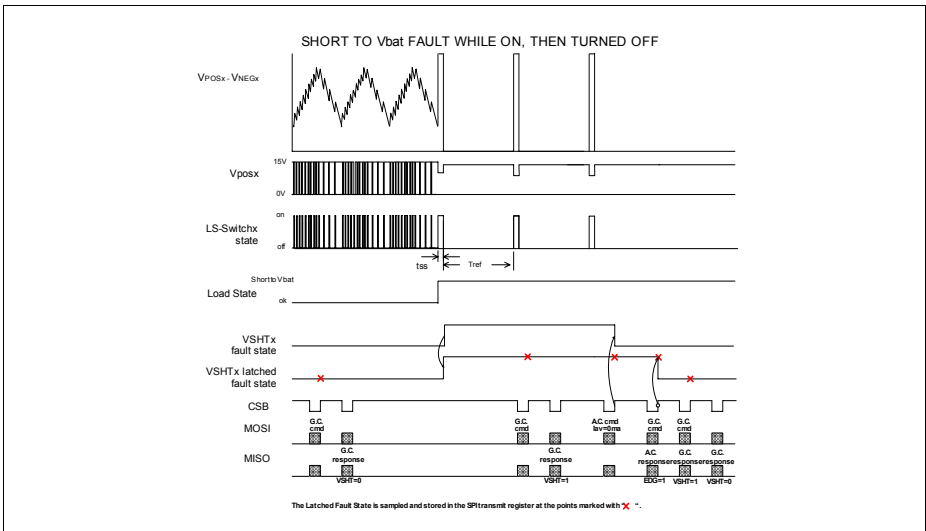 SHORT TO Vbat FAULT WHILE ON, THEN TURNED OFF
VPOSx - VNEGx
15V
Vposx
0V
on
LS-Switchx
state
off
tss
Tref
Short to Vbat
Load State
ok
VSHTx
fault state
VSHTx latched
fault state
CSB
G.C. G.C. A.C. cmd G.C. G.C.
cmd cmd Iav=0ma cmd cmd
MOSI
G.C. G.C. A.C. G.C. G.C.
MISO
response response response response response
VSHT=0 VSHT=1 EDG=1 VSHT=1 VSHT=0
The Latched Fault State is sampled and stored in the SPI transmit register at the points marked with " ".